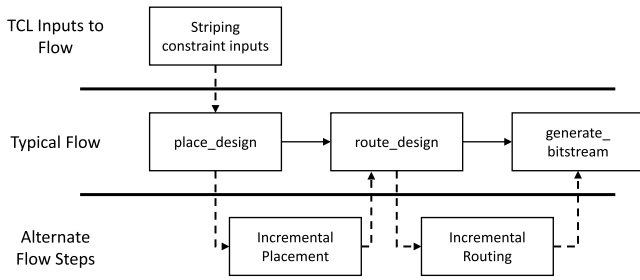 TCL Inputs to
Flow
Striping
constraint inputs
Typical Flow
place_design
route_design
generate_
bitstream
Alternate
Flow Steps
Incremental
Placement
Incremental
Routing